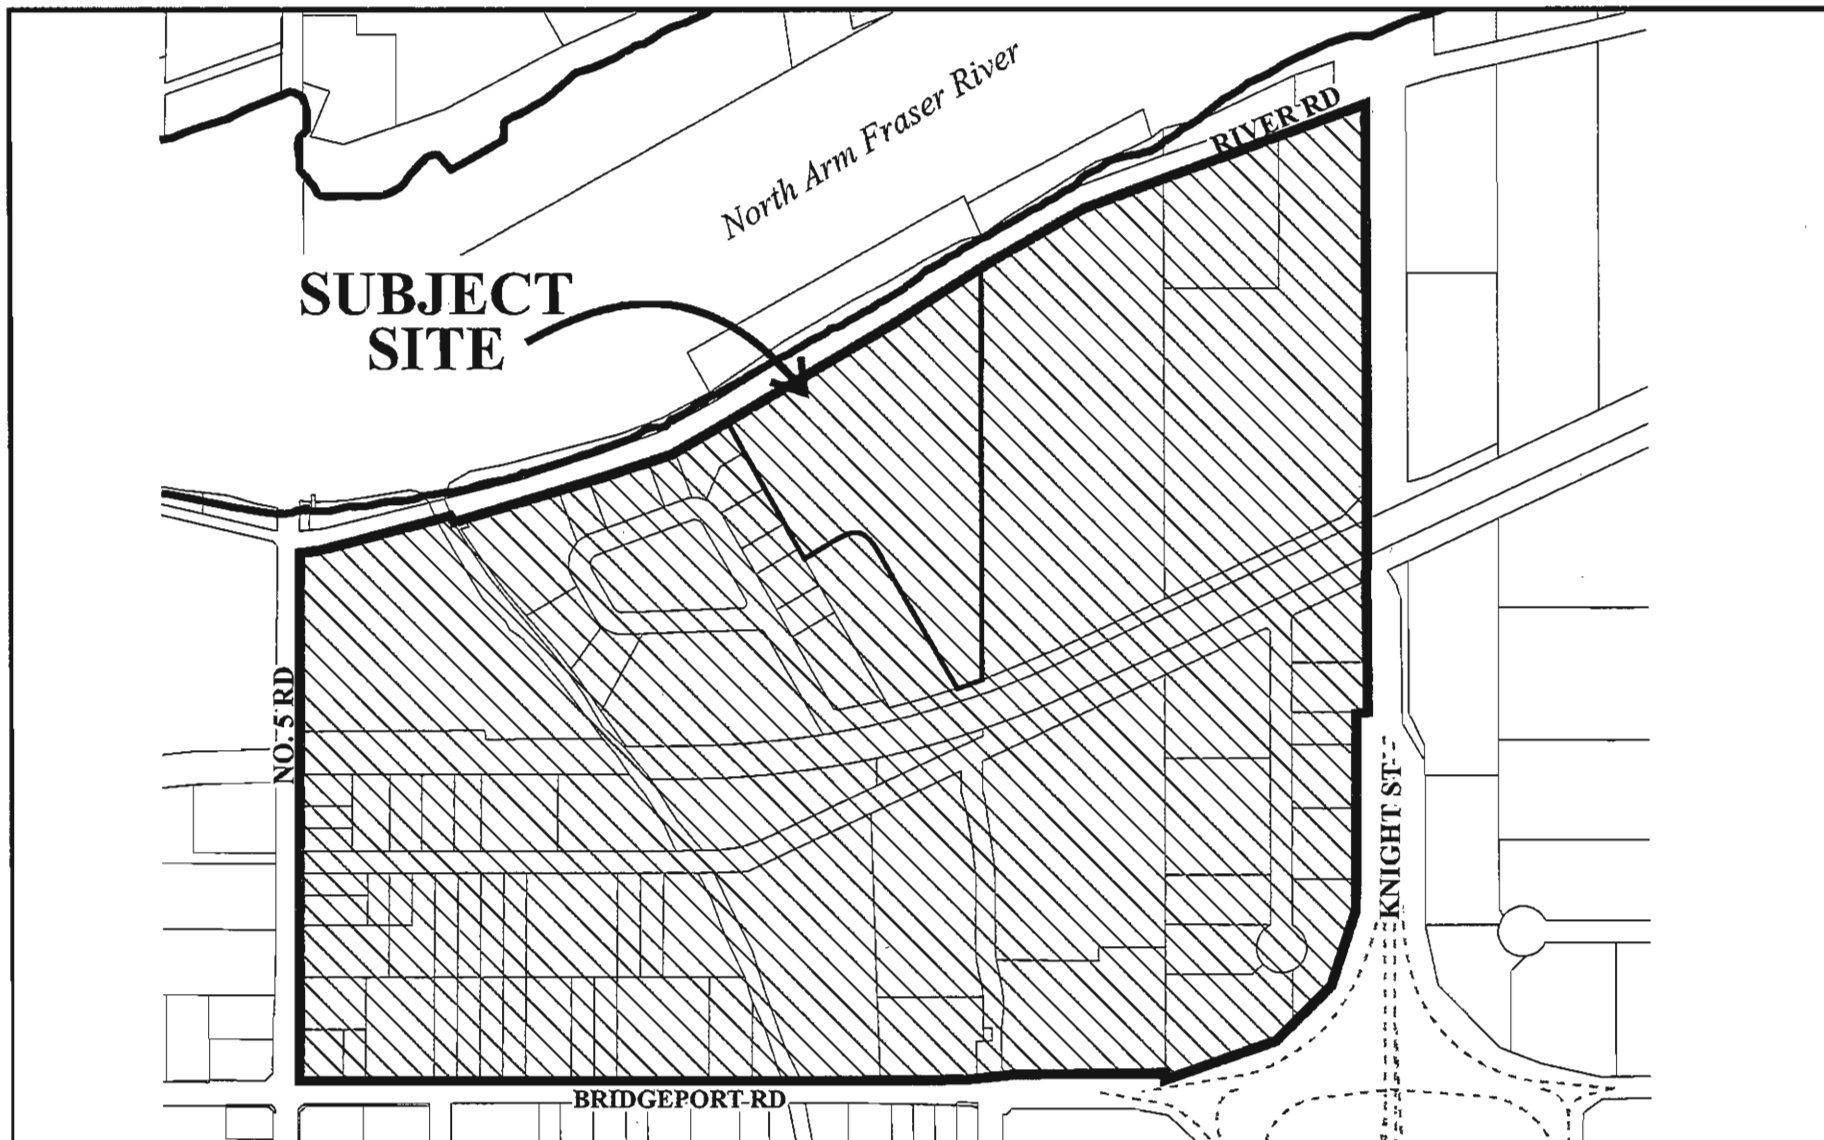 North Arm Fraser River
RIVER RD
SUBJECT
SITE
NO. 5 RD
KNIGHT ST
BRIDGEPORT RD